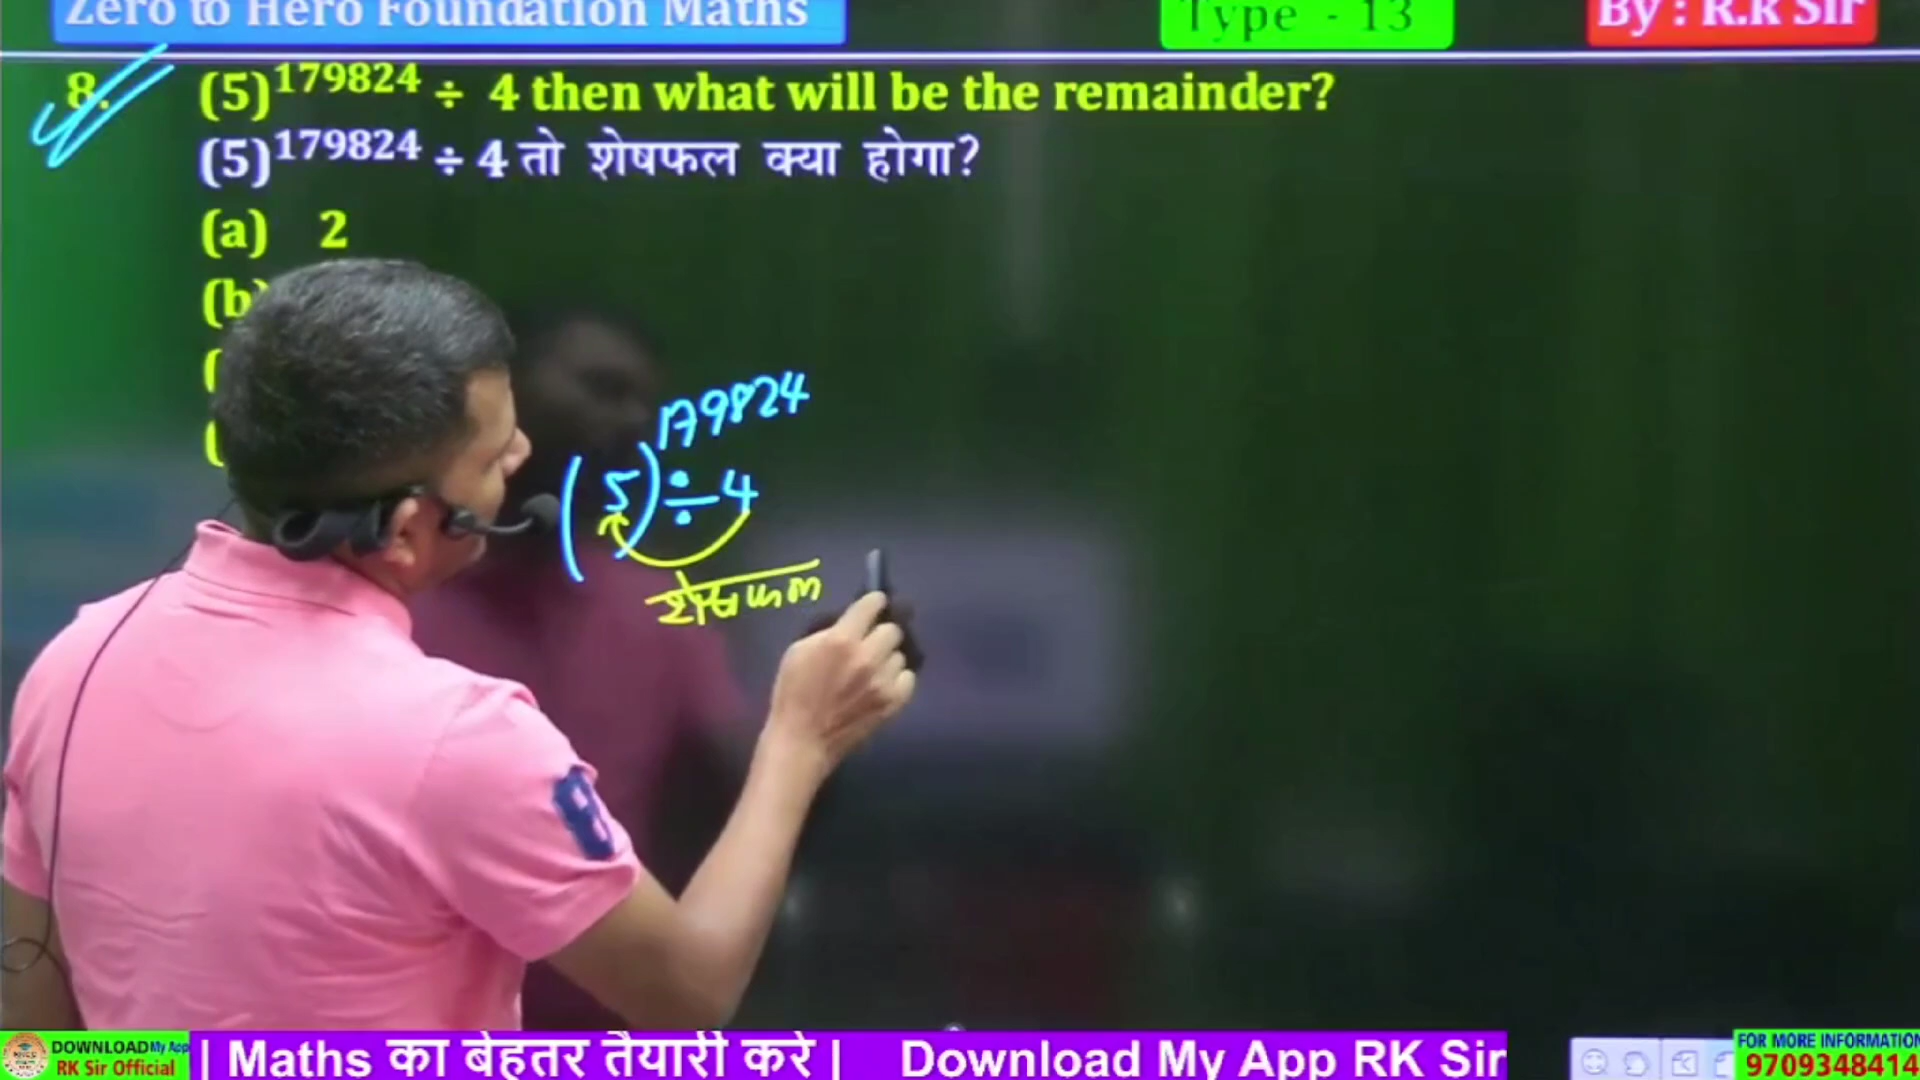 Zero to Hero Foundation Maths
Type - 13
By : R.k Sir
8. (5)^179824 ÷ 4 then what will be the remainder?
(5)^179824 ÷ 4 तो शेषफल क्या होगा?
(a) 2
(b)
179824
(5) ÷ 4
शेषफल
DOWNLOAD My App
RK Sir Official
| Maths का बेहतर तैयारी करे | Download My App RK Sir
FOR MORE INFORMATION
9709348414